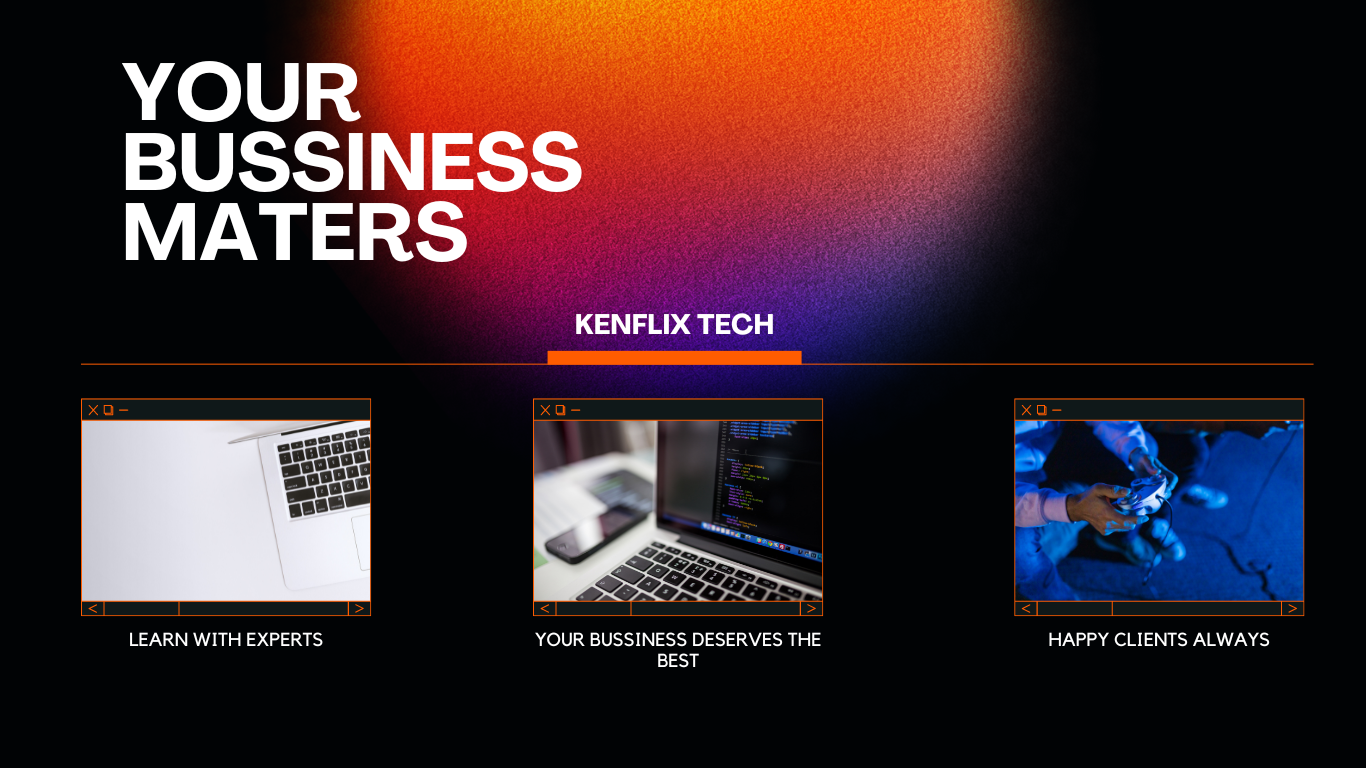 YOUR
BUSSINESS
MATERS
KENFLIX TECH
LEARN WITH EXPERTS
YOUR BUSSINESS DESERVES THE
BEST
HAPPY CLIENTS ALWAYS